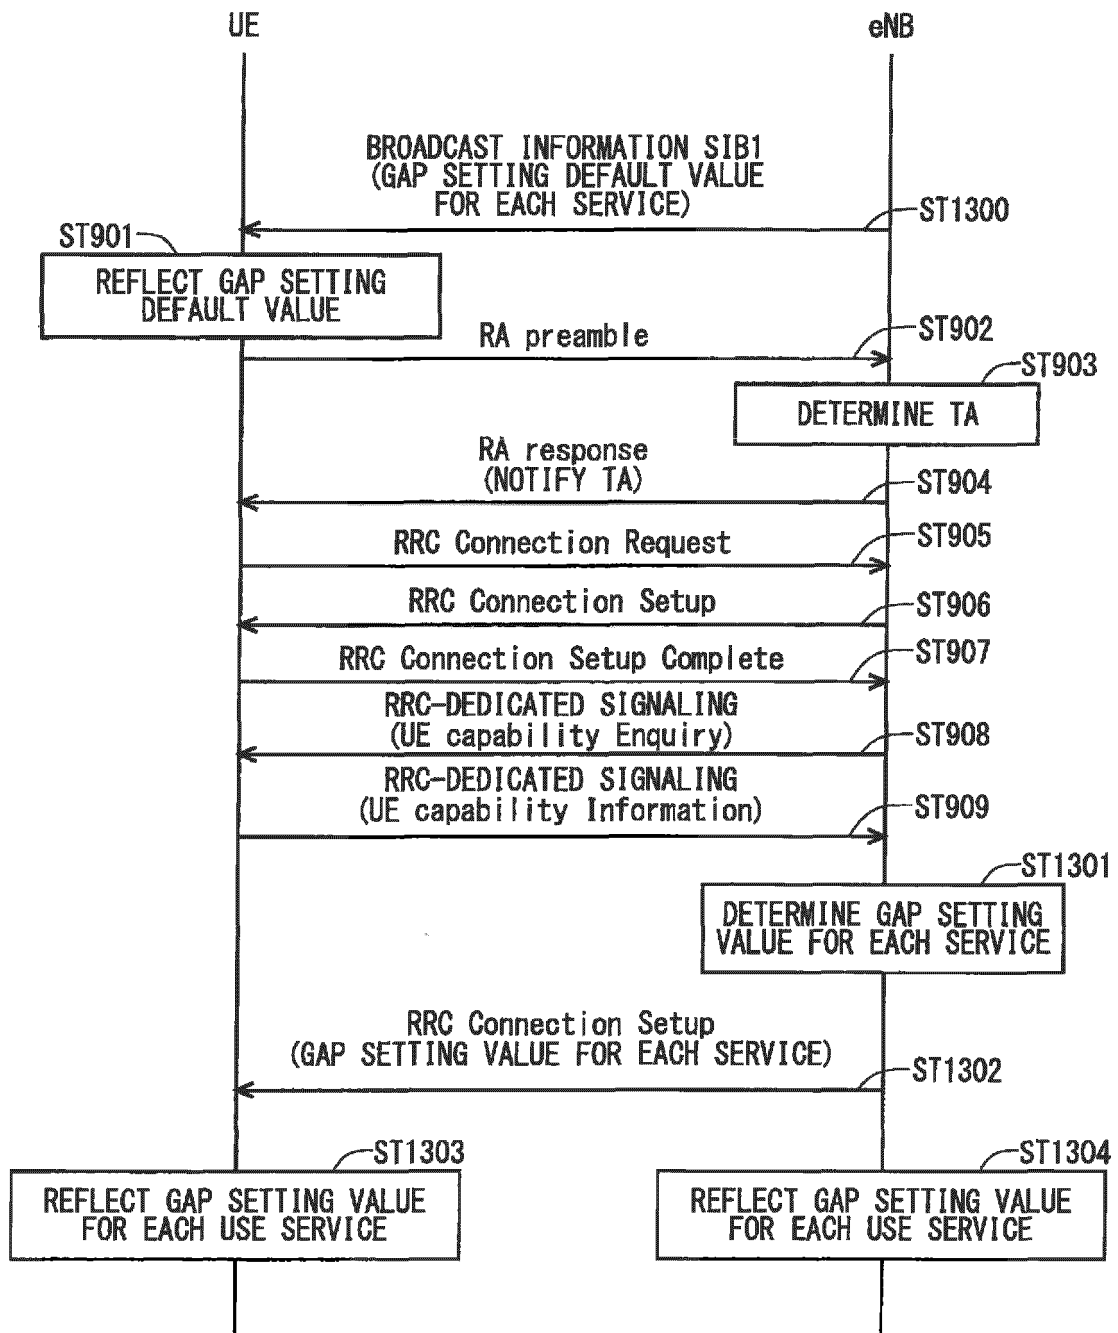 UE
eNB
BROADCAST INFORMATION SIB1
(GAP SETTING DEFAULT VALUE
FOR EACH SERVICE)
ST1300
ST901
REFLECT GAP SETTING
DEFAULT VALUE
RA preamble
ST902
ST903
DETERMINE TA
RA response
(NOTIFY TA)
ST904
RRC Connection Request
ST905
RRC Connection Setup
ST906
RRC Connection Setup Complete
ST907
RRC-DEDICATED SIGNALING
(UE capability Enquiry)
ST908
RRC-DEDICATED SIGNALING
(UE capability Information)
ST909
ST1301
DETERMINE GAP SETTING
VALUE FOR EACH SERVICE
RRC Connection Setup
(GAP SETTING VALUE FOR EACH SERVICE)
ST1302
ST1303
REFLECT GAP SETTING VALUE
FOR EACH USE SERVICE
ST1304
REFLECT GAP SETTING VALUE
FOR EACH USE SERVICE